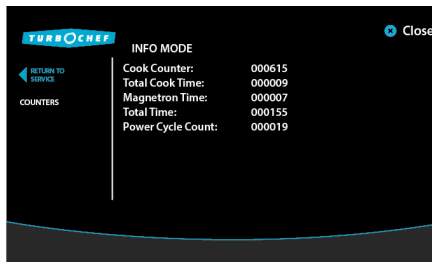 TURBOCHEF
Close
INFO MODE
RETURN TO
SERVICE
COUNTERS
Cook Counter: 000615
Total Cook Time: 000009
Magnetron Time: 000007
Total Time: 000155
Power Cycle Count: 000019